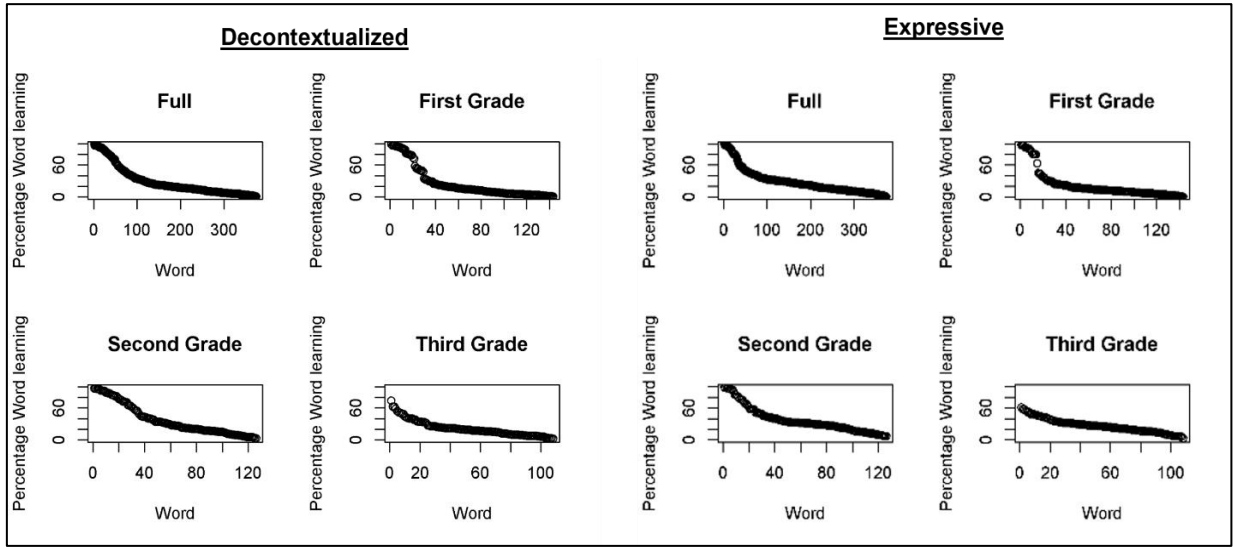 Decontextualized
Full
Percentage Word learning
60
0
0 100 200 300
Word
First Grade
Percentage Word learning
60
0
0 40 80 120
Word
Second Grade
Percentage Word learning
60
0
0 40 80 120
Word
Third Grade
Percentage Word learning
60
0
0 20 60 100
Word
Expressive
Full
Percentage Word learning
60
0
0 100 200 300
Word
First Grade
Percentage Word learning
60
0
0 40 80 120
Word
Second Grade
Percentage Word learning
60
0
0 40 80 120
Word
Third Grade
Percentage Word learning
60
0
0 20 60 100
Word